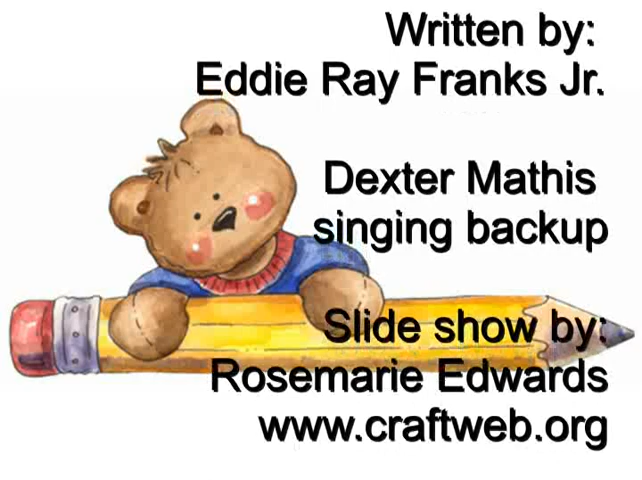 Written by:
Eddie Ray Franks Jr.
Dexter Mathis
singing backup
Slide show by:
Rosemarie Edwards
www.craftweb.org